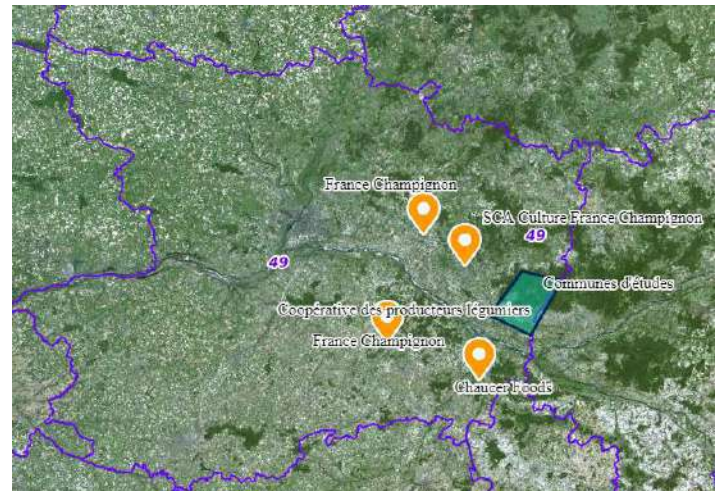 France Champignon
SCA Culture France Champignon
49
49
Communes d'études
Coopérative des producteurs légumiers
France Champignon
Chaucer Foods